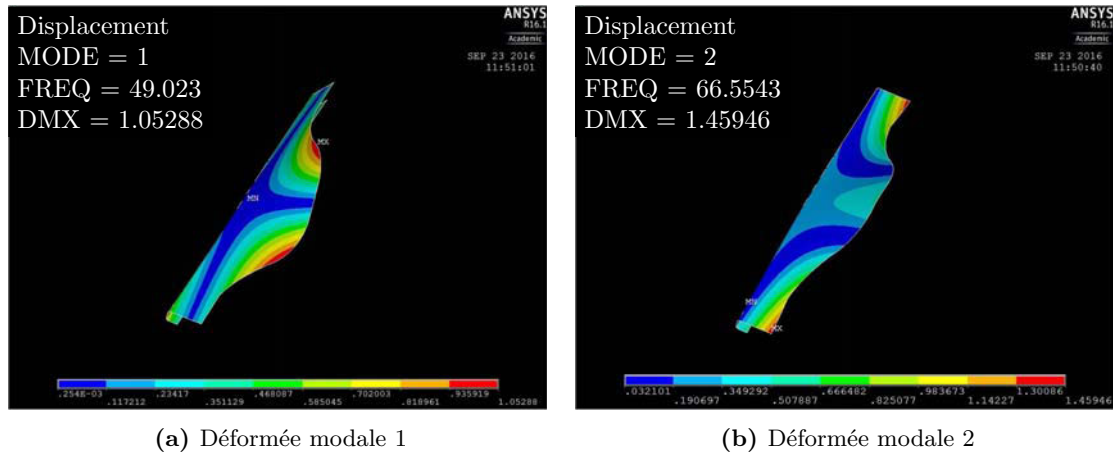 Displacement
MODE = 1
FREQ = 49.023
DMX = 1.05288
ANSYS
R16.1
Academic
SEP 23 2016
11:51:01
MX
MN
.254E-03 .23417 .468087 .702003 .935919
.117212 .351129 .585045 .818961 1.05288
(a) Déformée modale 1
Displacement
MODE = 2
FREQ = 66.5543
DMX = 1.45946
ANSYS
R16.1
Academic
SEP 23 2016
11:50:40
MN
MX
.032101 .349292 .666482 .983673 1.30086
.190697 .507887 .825077 1.14227 1.45946
(b) Déformée modale 2